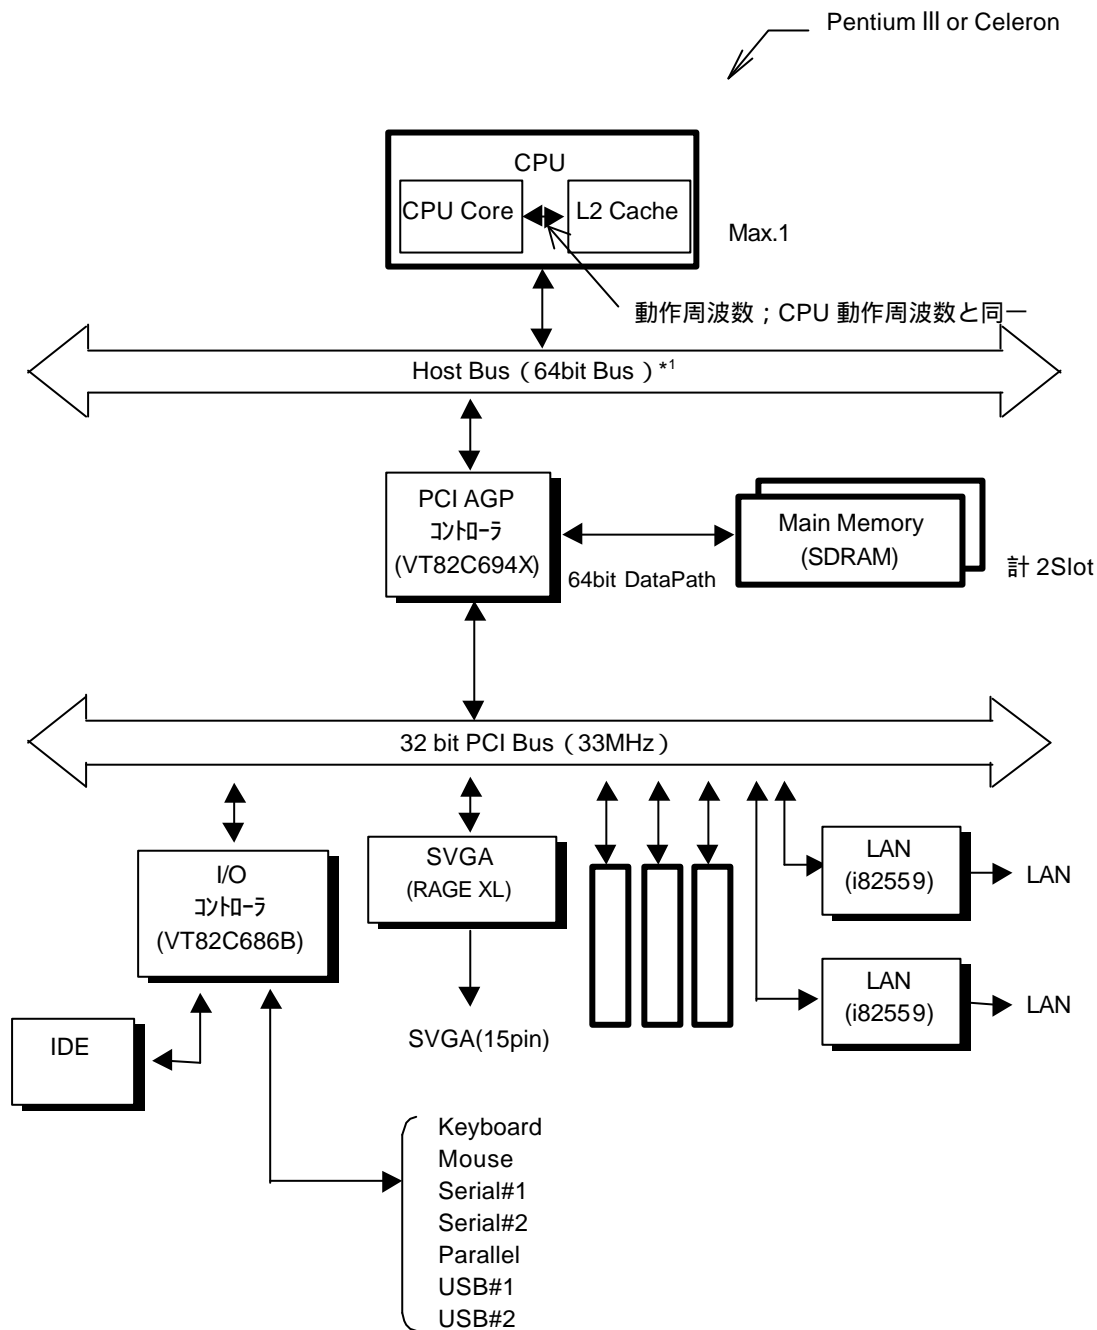 Pentium III or Celeron
CPU
CPU Core
L2 Cache
Max.1
動作周波数；CPU 動作周波数と同一
Host Bus（64bit Bus）*1
PCI AGP
ｺﾝﾄﾛｰﾗ
(VT82C694X)
64bit DataPath
Main Memory
(SDRAM)
計 2Slot
32 bit PCI Bus（33MHz）
I/O
ｺﾝﾄﾛｰﾗ
(VT82C686B)
SVGA
(RAGE XL)
LAN
(i82559)
LAN
LAN
(i82559)
LAN
IDE
SVGA(15pin)
Keyboard
Mouse
Serial#1
Serial#2
Parallel
USB#1
USB#2